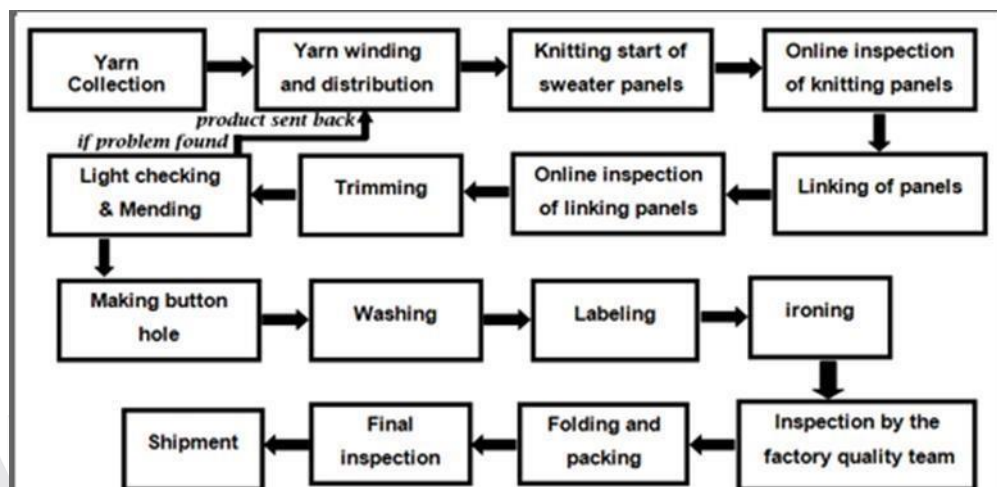 Yarn
Collection
Yarn winding
and distribution
Knitting start of
sweater panels
Online inspection
of knitting panels
product sent back
if problem found
Light checking
& Mending
Trimming
Online inspection
of linking panels
Linking of panels
Making button
hole
Washing
Labeling
ironing
Shipment
Final
inspection
Folding and
packing
Inspection by the
factory quality team